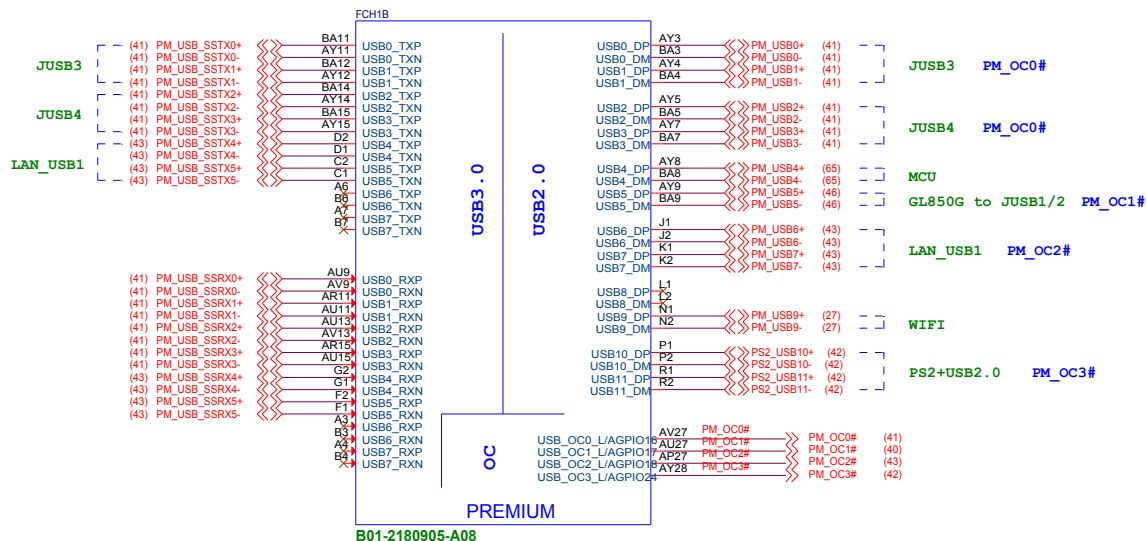 FCH1B
JUSB3
JUSB4
LAN_USB1
(41) PM_USB_SSTX0+ BA11 USB0_TXP
(41) PM_USB_SSTX0- AY11 USB0_TXN
(41) PM_USB_SSTX1+ BA12 USB1_TXP
(41) PM_USB_SSTX1- AY12 USB1_TXN
(41) PM_USB_SSTX2+ BA14 USB2_TXP
(41) PM_USB_SSTX2- AY14 USB2_TXN
(41) PM_USB_SSTX3+ BA15 USB3_TXP
(41) PM_USB_SSTX3- AY15 USB3_TXN
(43) PM_USB_SSTX4+ D2 USB4_TXP
(43) PM_USB_SSTX4- D1 USB4_TXN
(43) PM_USB_SSTX5+ C2 USB5_TXP
(43) PM_USB_SSTX5- C1 USB5_TXN
A6 USB6_TXP
B6 USB6_TXN
A7 USB7_TXP
B7 USB7_TXN
(41) PM_USB_SSRX0+ AU9 USB0_RXP
(41) PM_USB_SSRX0- AV9 USB0_RXN
(41) PM_USB_SSRX1+ AR11 USB1_RXP
(41) PM_USB_SSRX1- AU11 USB1_RXN
(41) PM_USB_SSRX2+ AU13 USB2_RXP
(41) PM_USB_SSRX2- AV13 USB2_RXN
(41) PM_USB_SSRX3+ AR15 USB3_RXP
(41) PM_USB_SSRX3- AU15 USB3_RXN
(43) PM_USB_SSRX4+ G2 USB4_RXP
(43) PM_USB_SSRX4- G1 USB4_RXN
(43) PM_USB_SSRX5+ F2 USB5_RXP
(43) PM_USB_SSRX5- F1 USB5_RXN
A3 USB6_RXP
B3 USB6_RXN
A4 USB7_RXP
B4 USB7_RXN
USB3.0
USB2.0
OC
USB0_DP AY3 PM_USB0+ (41)
USB0_DM BA3 PM_USB0- (41)
USB1_DP AY4 PM_USB1+ (41)
USB1_DM BA4 PM_USB1- (41)
JUSB3 PM_OC0#
USB2_DP AY5 PM_USB2+ (41)
USB2_DM BA5 PM_USB2- (41)
USB3_DP AY7 PM_USB3+ (41)
USB3_DM BA7 PM_USB3- (41)
JUSB4 PM_OC0#
USB4_DP AY8 PM_USB4+ (65)
USB4_DM BA8 PM_USB4- (65)
MCU
USB5_DP AY9 PM_USB5+ (46)
USB5_DM BA9 PM_USB5- (46)
GL850G to JUSB1/2 PM_OC1#
USB6_DP J1 PM_USB6+ (43)
USB6_DM J2 PM_USB6- (43)
USB7_DP K1 PM_USB7+ (43)
USB7_DM K2 PM_USB7- (43)
LAN_USB1 PM_OC2#
USB8_DP L1
USB8_DM L2
USB9_DP N1 PM_USB9+ (27)
USB9_DM N2 PM_USB9- (27)
WIFI
USB10_DP P1 PS2_USB10+ (42)
USB10_DM P2 PS2_USB10- (42)
USB11_DP R1 PS2_USB11+ (42)
USB11_DM R2 PS2_USB11- (42)
PS2+USB2.0 PM_OC3#
USB_OC0_L/AGPIO16 AV27 PM_OC0# PM_OC0# (41)
USB_OC1_L/AGPIO17 AU27 PM_OC1# PM_OC1# (40)
USB_OC2_L/AGPIO18 AP27 PM_OC2# PM_OC2# (43)
USB_OC3_L/AGPIO24 AY28 PM_OC3# PM_OC3# (42)
PREMIUM
B01-2180905-A08